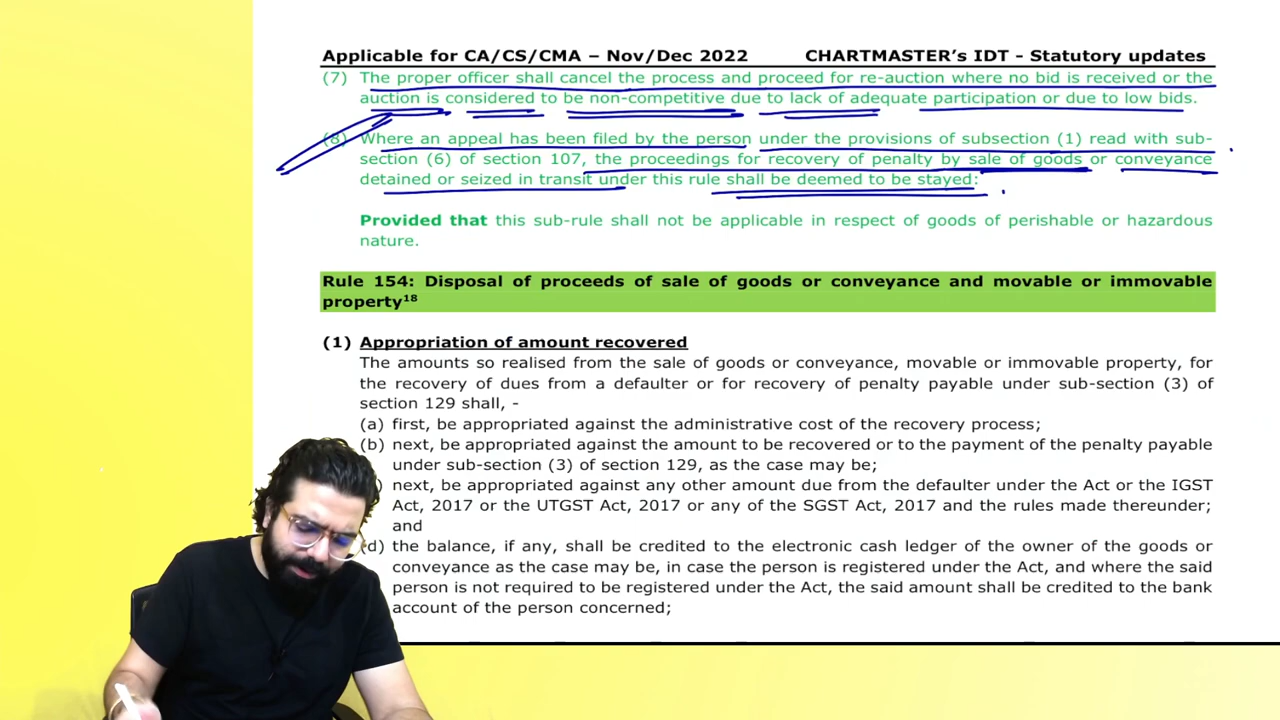 Applicable for CA/CS/CMA – Nov/Dec 2022 CHARTMASTER's IDT - Statutory updates
(7) The proper officer shall cancel the process and proceed for re-auction where no bid is received or the
auction is considered to be non-competitive due to lack of adequate participation or due to low bids.
(8) Where an appeal has been filed by the person under the provisions of subsection (1) read with sub-
section (6) of section 107, the proceedings for recovery of penalty by sale of goods or conveyance
detained or seized in transit under this rule shall be deemed to be stayed:
Provided that this sub-rule shall not be applicable in respect of goods of perishable or hazardous
nature.
Rule 154: Disposal of proceeds of sale of goods or conveyance and movable or immovable
property18
(1) Appropriation of amount recovered
The amounts so realised from the sale of goods or conveyance, movable or immovable property, for
the recovery of dues from a defaulter or for recovery of penalty payable under sub-section (3) of
section 129 shall, -
(a) first, be appropriated against the administrative cost of the recovery process;
(b) next, be appropriated against the amount to be recovered or to the payment of the penalty payable
under sub-section (3) of section 129, as the case may be;
) next, be appropriated against any other amount due from the defaulter under the Act or the IGST
Act, 2017 or the UTGST Act, 2017 or any of the SGST Act, 2017 and the rules made thereunder;
and
d) the balance, if any, shall be credited to the electronic cash ledger of the owner of the goods or
conveyance as the case may be, in case the person is registered under the Act, and where the said
person is not required to be registered under the Act, the said amount shall be credited to the bank
account of the person concerned;